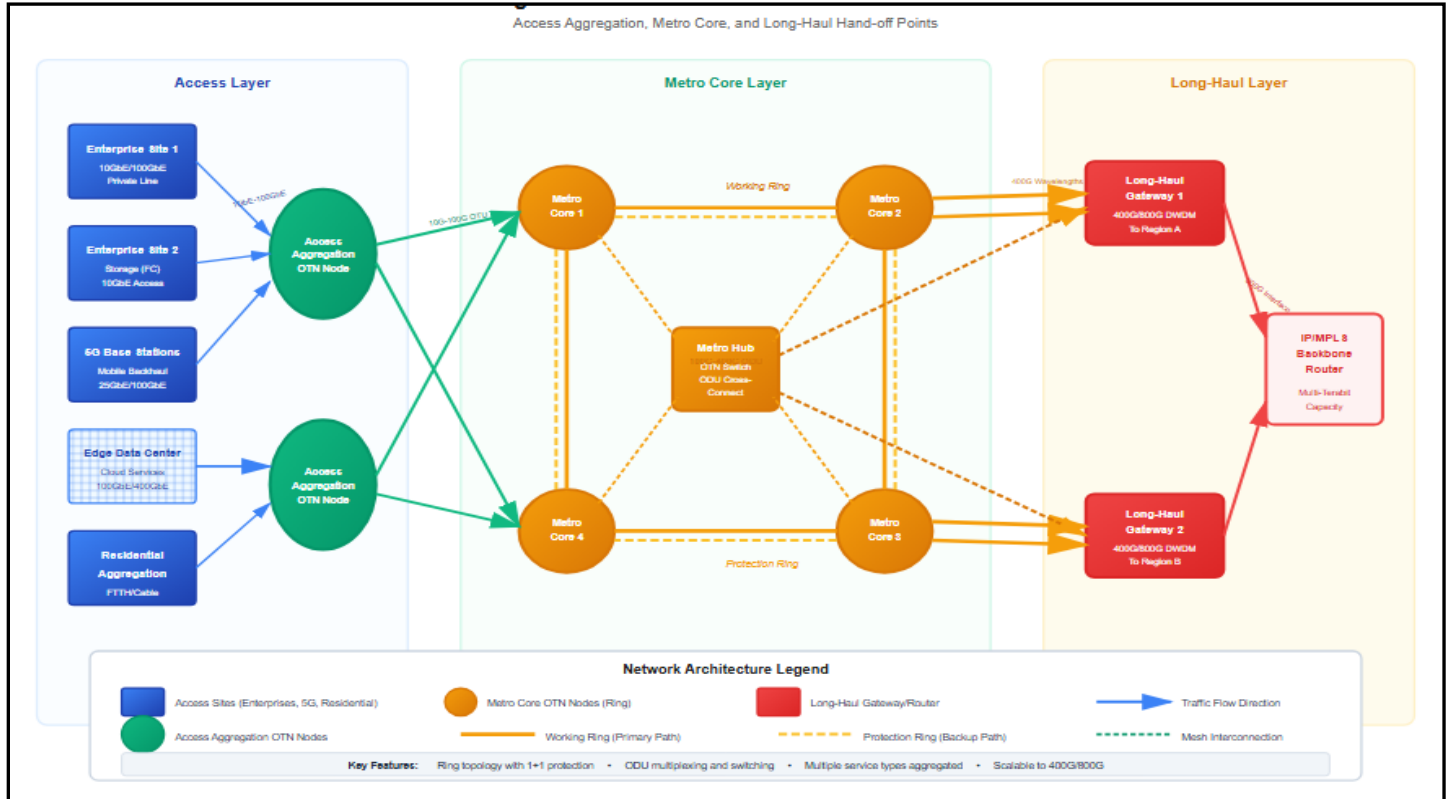 Access Aggregation, Metro Core, and Long-Haul Hand-off Points
Access Layer
Metro Core Layer
Long-Haul Layer
Enterprise Site 1
10GbE/100GbE
Private Line
Enterprise Site 2
Storage (FC)
10GbE Access
5G Base Stations
Mobile Backhaul
25GbE/100GbE
Edge Data Center
Cloud Services
100GbE/400GbE
Residential
Aggregation
FTTH/Cable
Access
Aggregation
OTN Node
Access
Aggregation
OTN Node
10G-100G OTU
Metro
Core 1
Working Ring
Metro
Core 2
Metro Hub
OTN Switch
ODU Cross-
Connect
Metro
Core 4
Protection Ring
Metro
Core 3
400G Wavelengths
Long-Haul
Gateway 1
400G/800G DWDM
To Region A
IP/MPLS
Backbone
Router
Multi-Terabit
Capacity
Long-Haul
Gateway 2
400G/800G DWDM
To Region B
Network Architecture Legend
Access Sites (Enterprises, 5G, Residential)
Metro Core OTN Nodes (Ring)
Long-Haul Gateway/Router
Traffic Flow Direction
Access Aggregation OTN Nodes
Working Ring (Primary Path)
Protection Ring (Backup Path)
Mesh Interconnection
Key Features: Ring topology with 1+1 protection • ODU multiplexing and switching • Multiple service types aggregated • Scalable to 400G/800G